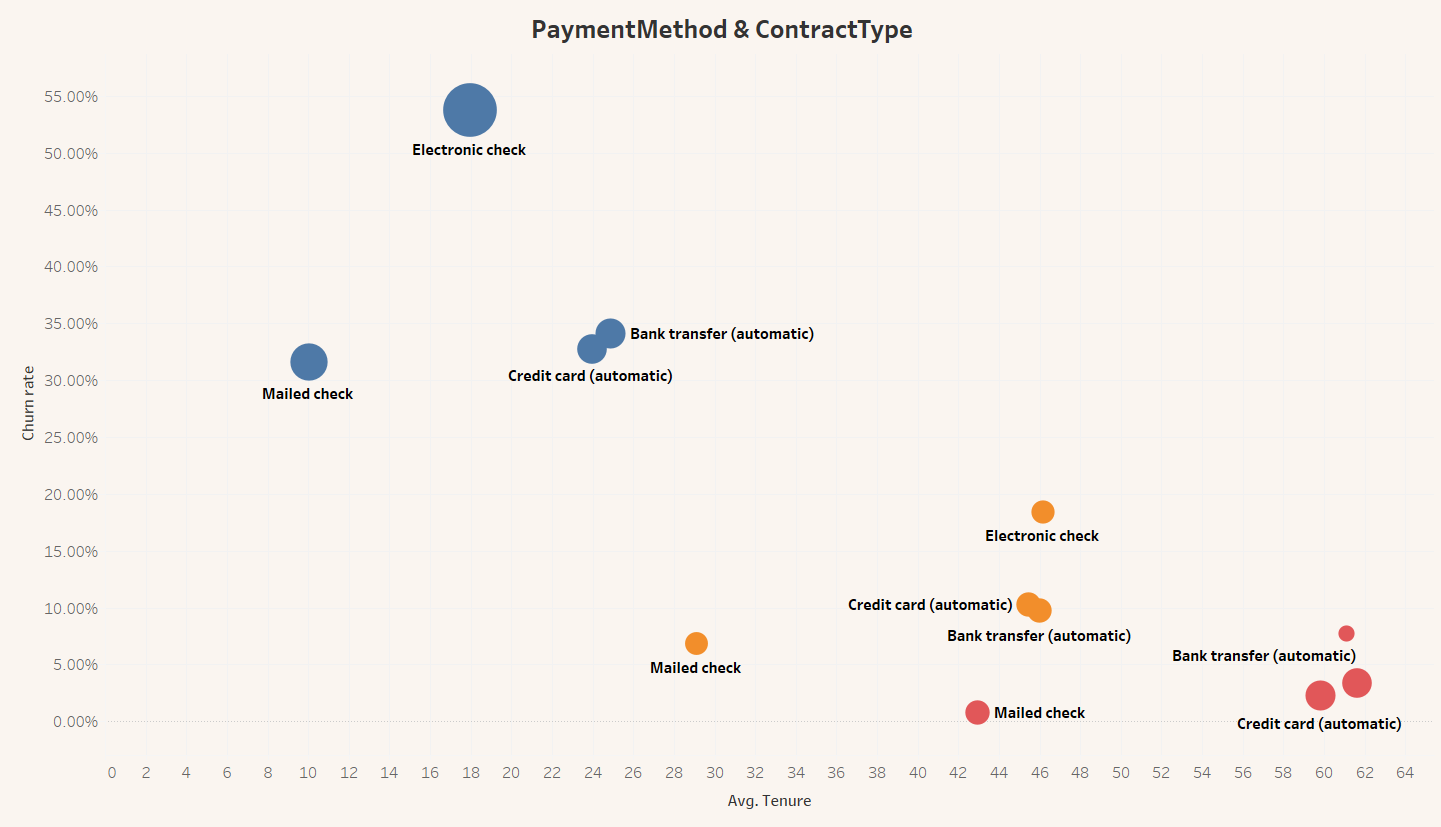 PaymentMethod & ContractType
55.00%
50.00%
45.00%
40.00%
35.00%
30.00%
25.00%
20.00%
15.00%
10.00%
5.00%
0.00%
Churn rate
Electronic check
Bank transfer (automatic)
Credit card (automatic)
Mailed check
Electronic check
Credit card (automatic)
Bank transfer (automatic)
Mailed check
Bank transfer (automatic)
Mailed check
Credit card (automatic)
0 2 4 6 8 10 12 14 16 18 20 22 24 26 28 30 32 34 36 38 40 42 44 46 48 50 52 54 56 58 60 62 64
Avg. Tenure